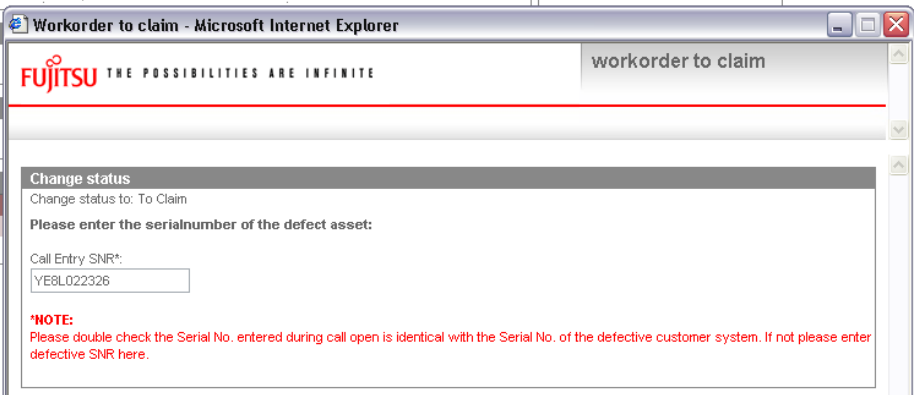 Workorder to claim - Microsoft Internet Explorer
FUJITSU THE POSSIBILITIES ARE INFINITE
workorder to claim
Change status
Change status to: To Claim
Please enter the serialnumber of the defect asset:
Call Entry SNR*:
YE8L022326
*NOTE:
Please double check the Serial No. entered during call open is identical with the Serial No. of the defective customer system. If not please enter
defective SNR here.